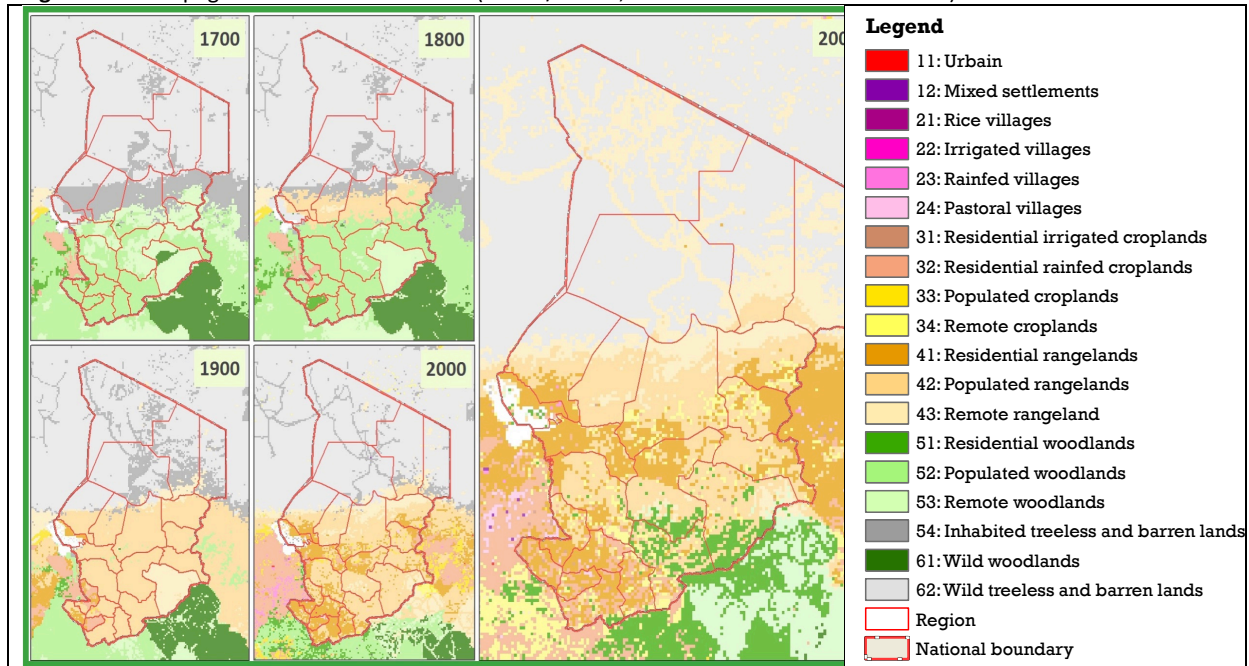 1700
1800
200
1900
2000
Legend
11: Urbain
12: Mixed settlements
21: Rice villages
22: Irrigated villages
23: Rainfed villages
24: Pastoral villages
31: Residential irrigated croplands
32: Residential rainfed croplands
33: Populated croplands
34: Remote croplands
41: Residential rangelands
42: Populated rangelands
43: Remote rangeland
51: Residential woodlands
52: Populated woodlands
53: Remote woodlands
54: Inhabited treeless and barren lands
61: Wild woodlands
62: Wild treeless and barren lands
Region
National boundary